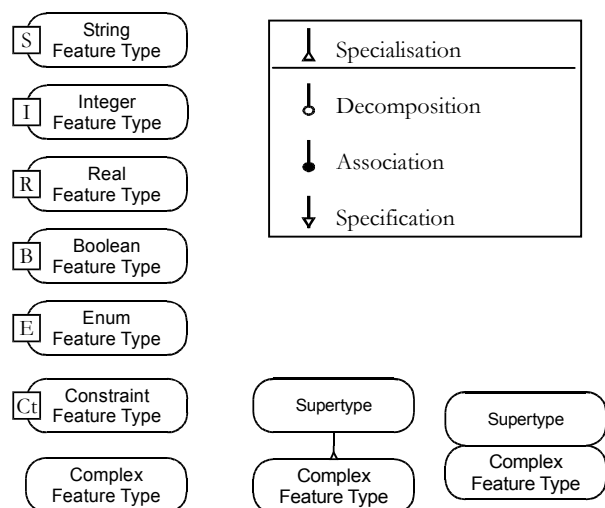 S
String
Feature Type
I
Integer
Feature Type
R
Real
Feature Type
B
Boolean
Feature Type
E
Enum
Feature Type
Ct
Constraint
Feature Type
Complex
Feature Type
Specialisation
Decomposition
Association
Specification
Supertype
Complex
Feature Type
Supertype
Complex
Feature Type